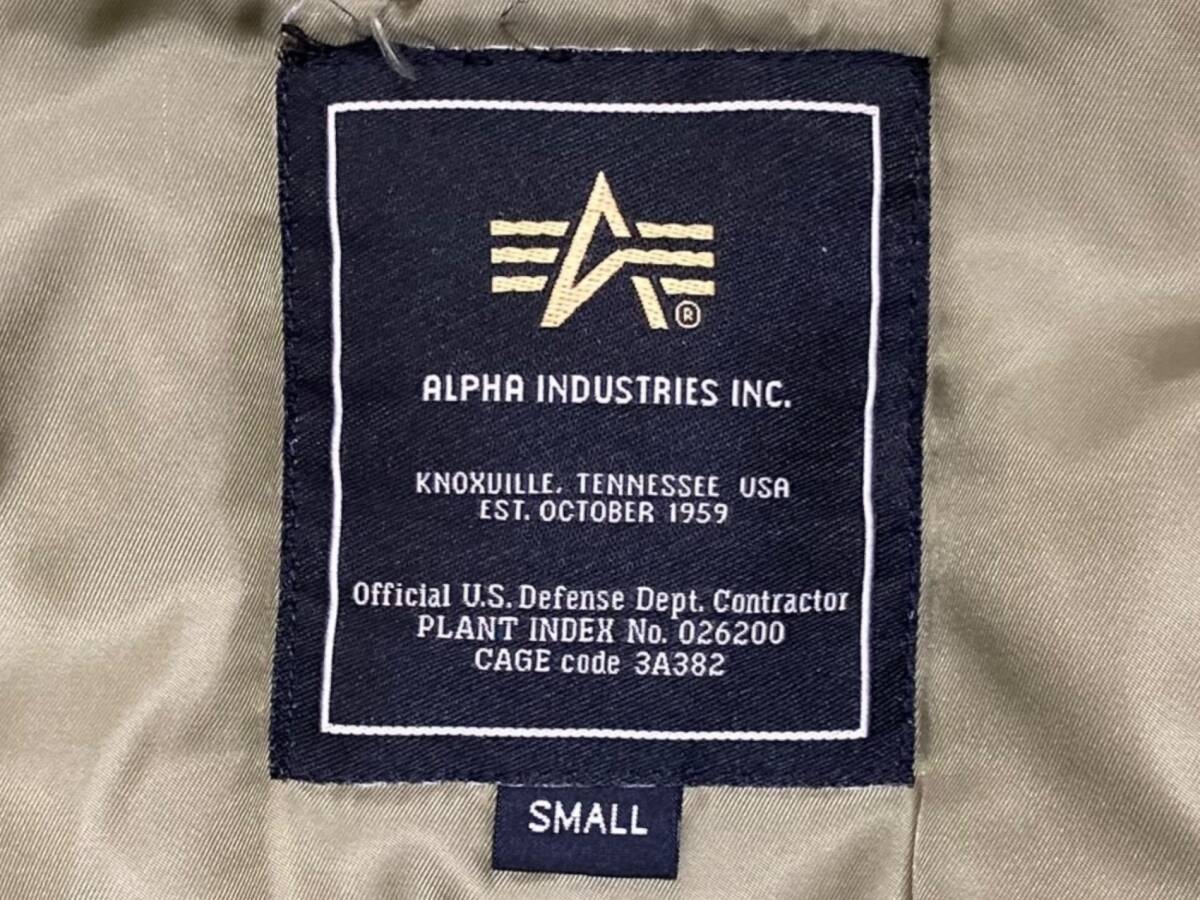 ®
ALPHA INDUSTRIES INC.
KNOXVILLE, TENNESSEE USA
EST. OCTOBER 1959
Official U.S. Defense Dept. Contractor
PLANT INDEX No. 026200
CAGE code 3A382
SMALL